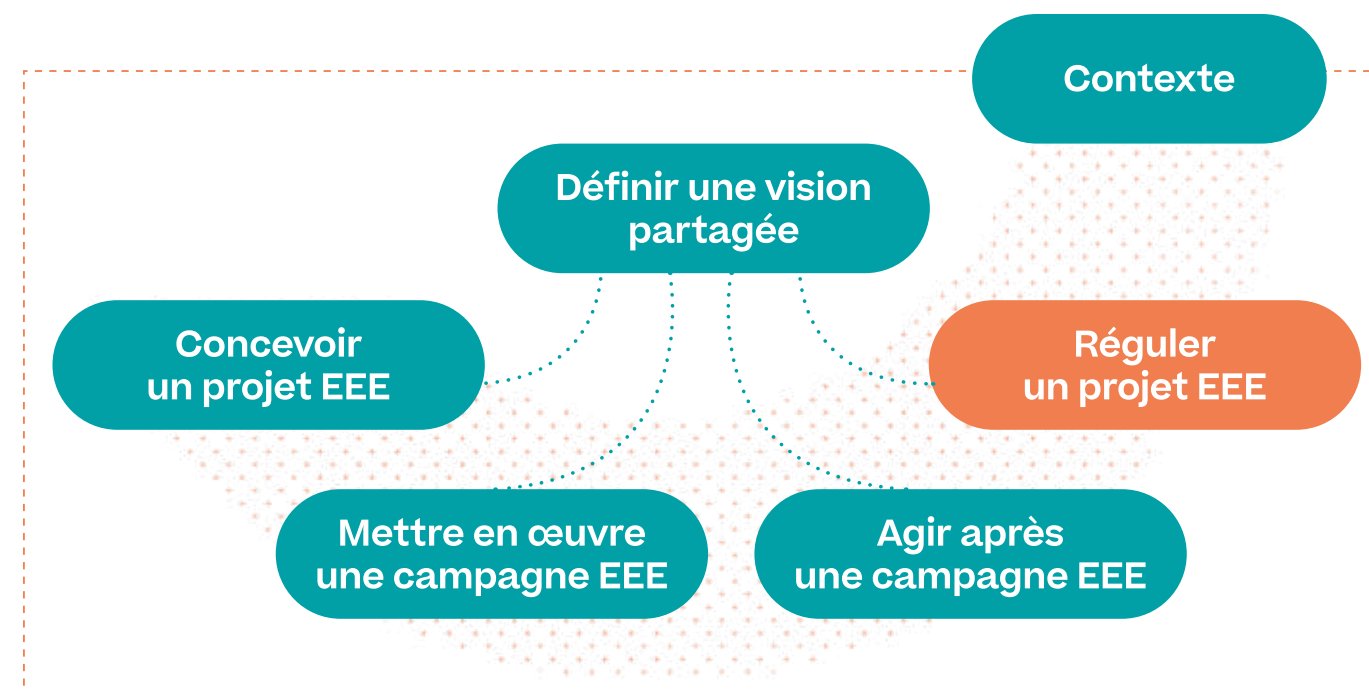 Contexte
Définir une vision
partagée
Concevoir
un projet EEE
Réguler
un projet EEE
Mettre en œuvre
une campagne EEE
Agir après
une campagne EEE